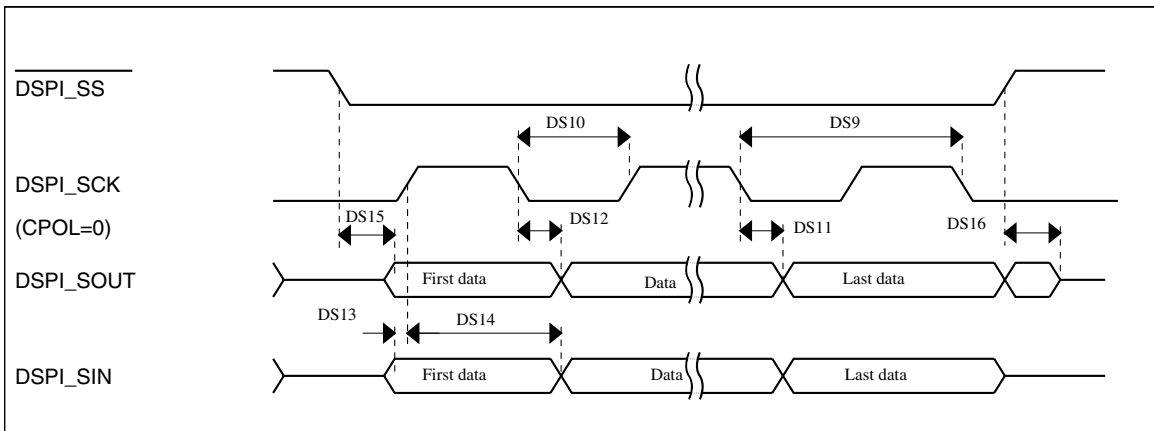 DSPI_SS
DS10
DS9
DSPI_SCK
(CPOL=0)
DS15
DS12
DS11
DS16
DSPI_SOUT
First data
Data
Last data
DS13
DS14
DSPI_SIN
First data
Data
Last data